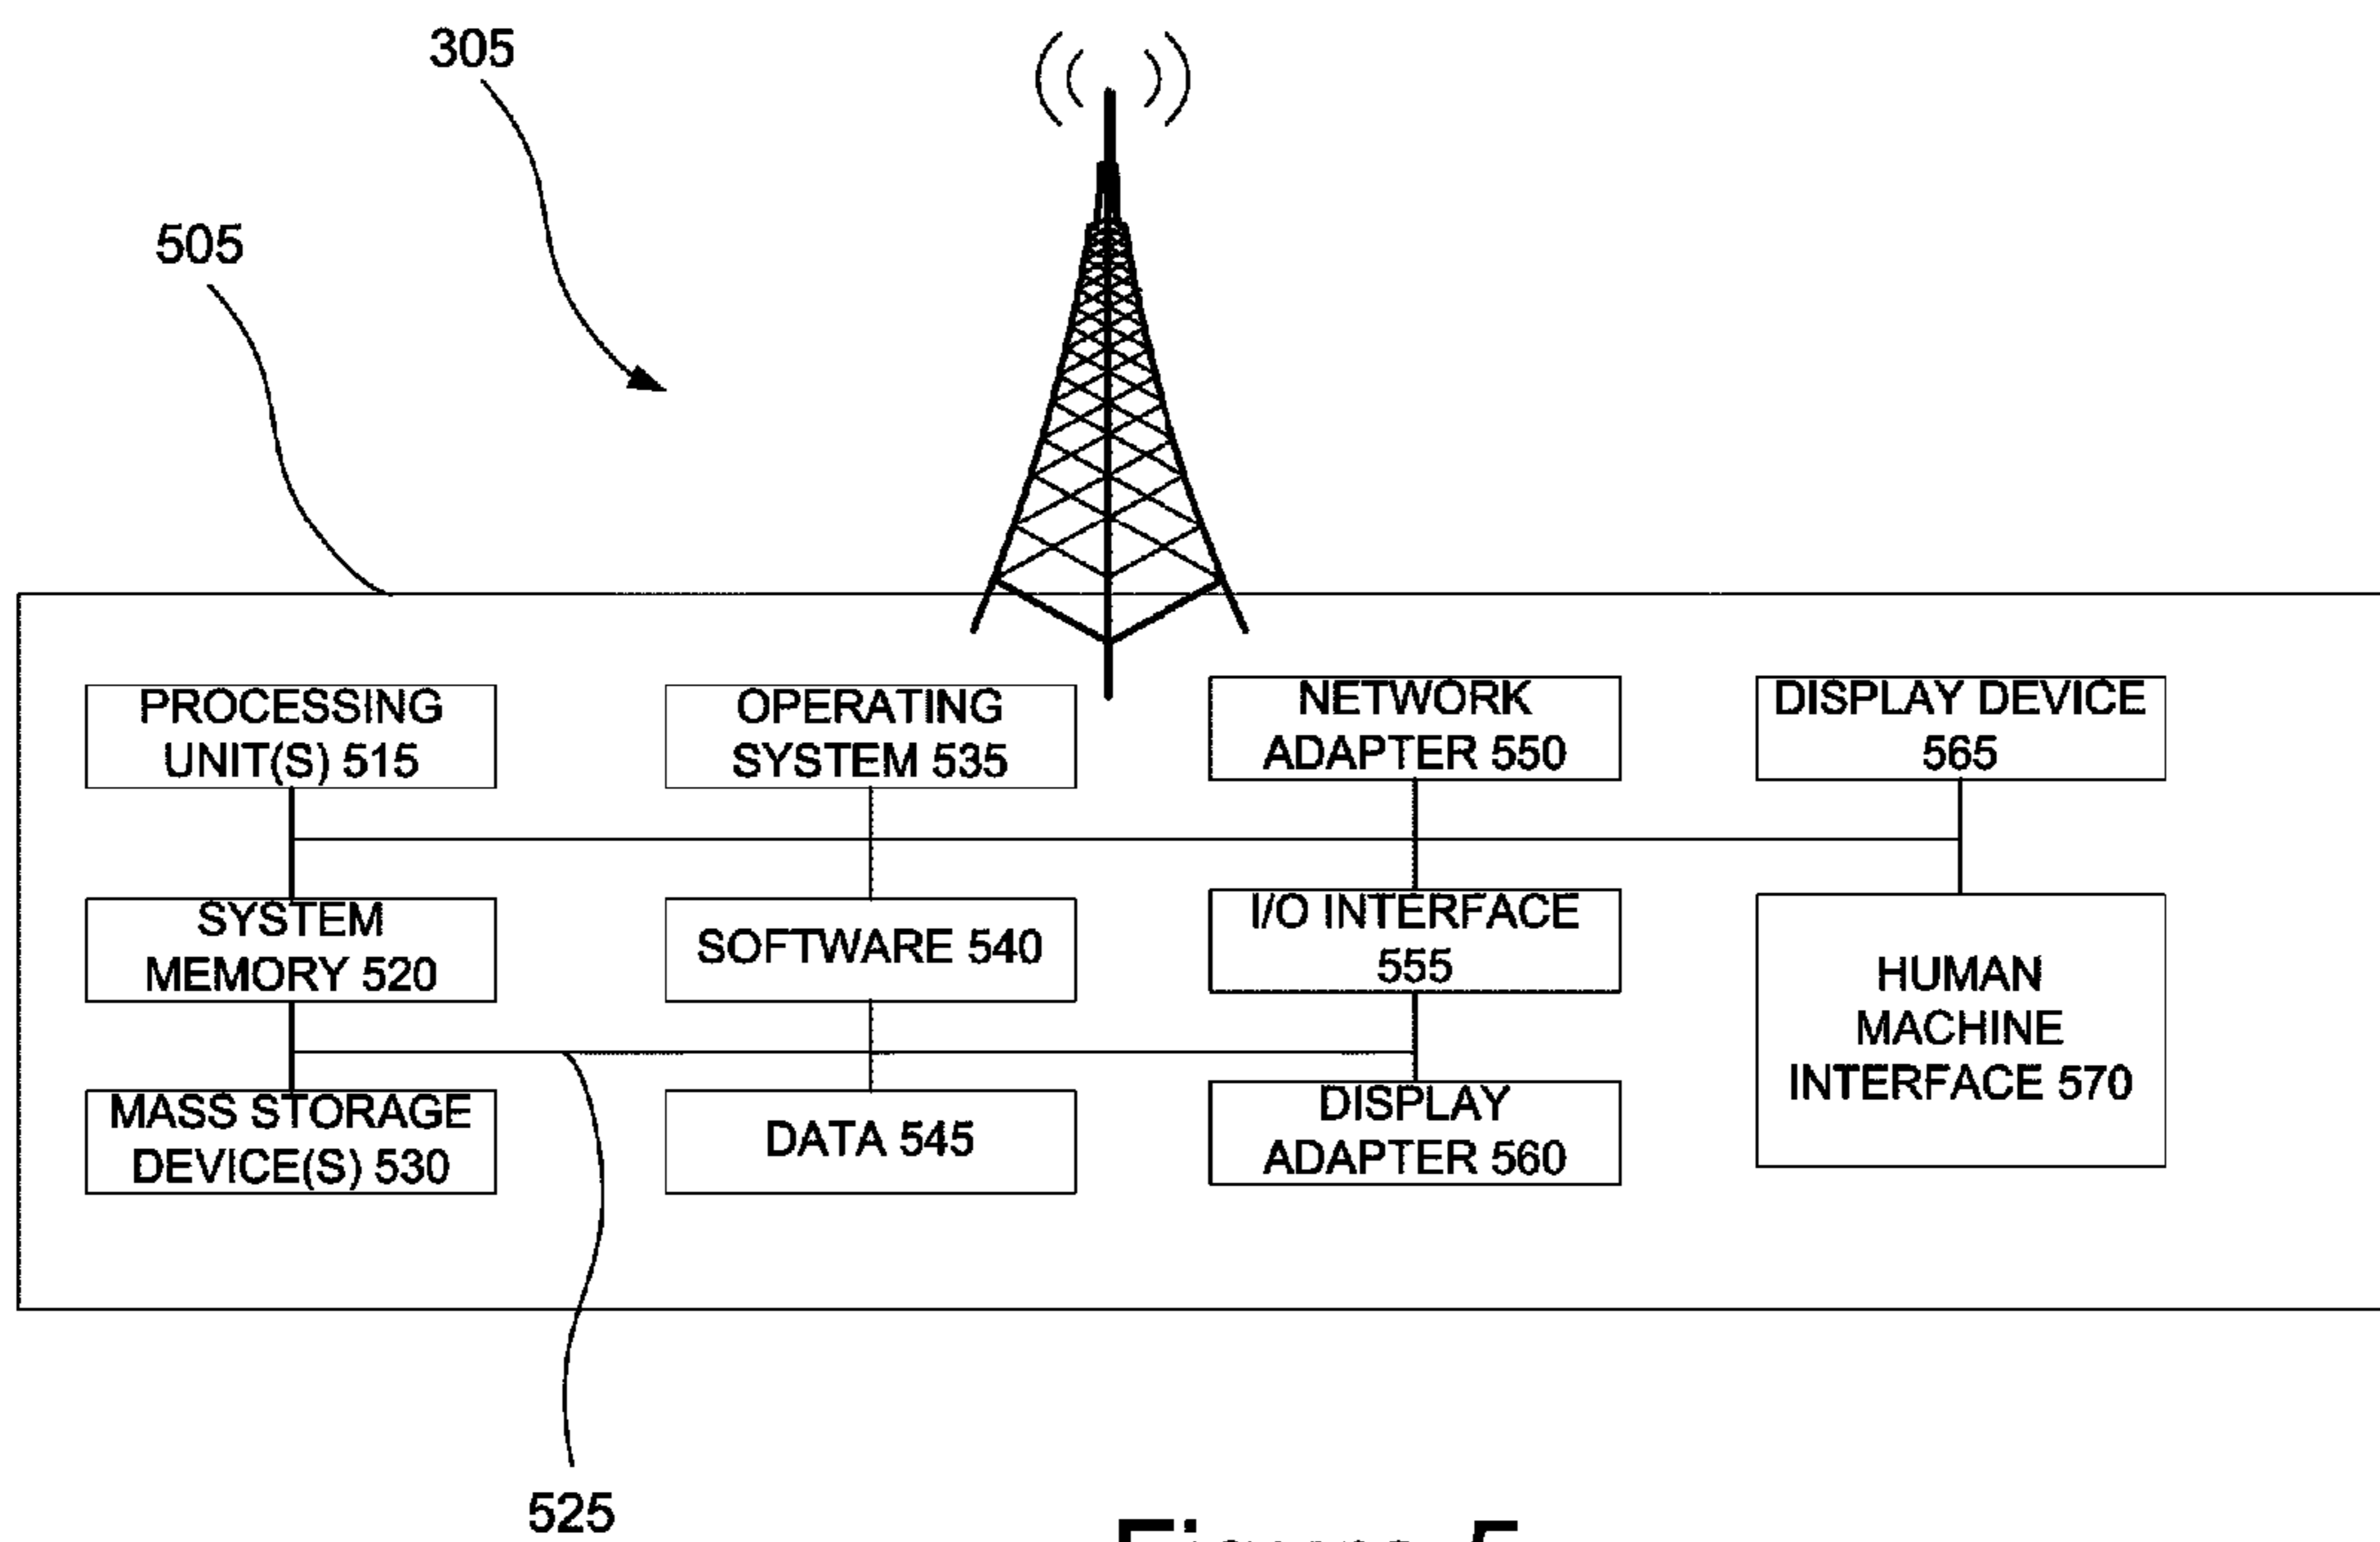 305
505
PROCESSING
UNIT(S) 515
OPERATING
SYSTEM 535
NETWORK
ADAPTER 550
DISPLAY DEVICE
565
SYSTEM
MEMORY 520
SOFTWARE 540
I/O INTERFACE
555
HUMAN
MACHINE
INTERFACE 570
MASS STORAGE
DEVICE(S) 530
DATA 545
DISPLAY
ADAPTER 560
525